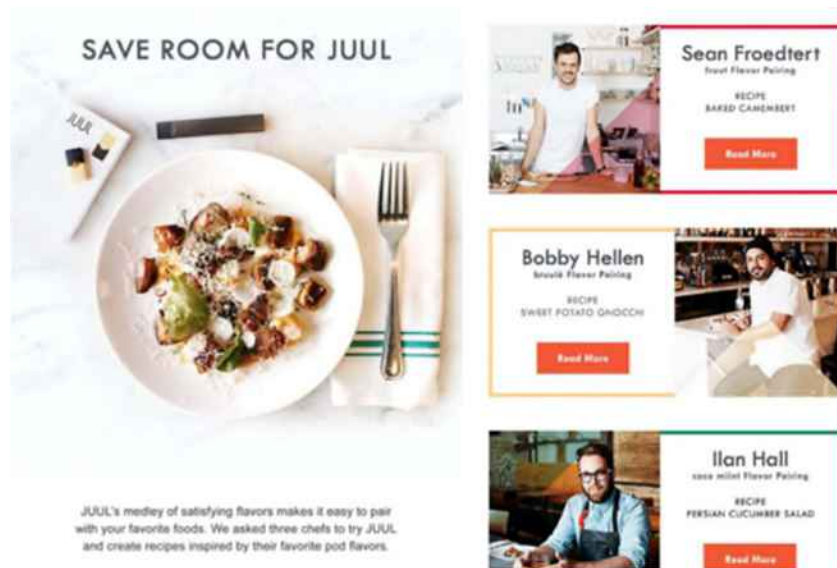 SAVE ROOM FOR JUUL
JUUL
JUUL's medley of satisfying flavors makes it easy to pair
with your favorite foods. We asked three chefs to try JUUL
and create recipes inspired by their favorite pod flavors.
Sean Froedtert
fruut Flavor Pairing
RECIPE
BAKED CAMEMBERT
Read More
Bobby Hellen
bruulé Flavor Pairing
RECIPE
SWEET POTATO GNOCCHI
Read More
Ilan Hall
coco miint Flavor Pairing
RECIPE
PERSIAN CUCUMBER SALAD
Read More